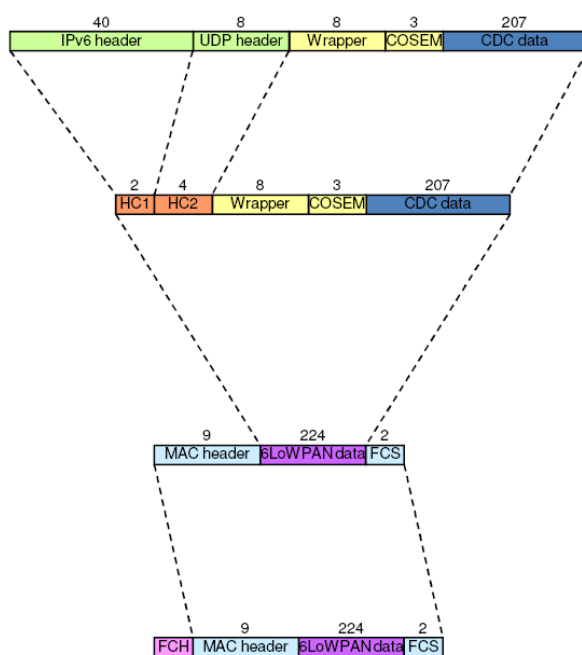 40 8 8 3 207
IPv6 header UDP header Wrapper COSEM CDC data
2 4 8 3 207
HC1 HC2 Wrapper COSEM CDC data
9 224 2
MAC header 6LoWPAN data FCS
9 224 2
FCH MAC header 6LoWPAN data FCS